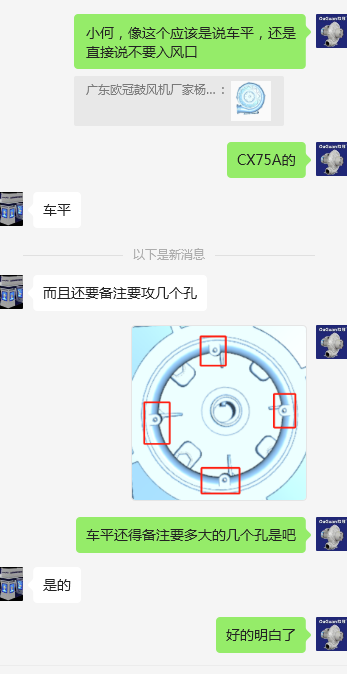 小何，像这个应该是说车平，还是
直接说不要入风口
广东欧冠鼓风机厂家杨...：
CX75A的
车平
以下是新消息
而且还要备注要攻几个孔
车平还得备注要多大的几个孔是吧
是的
好的明白了